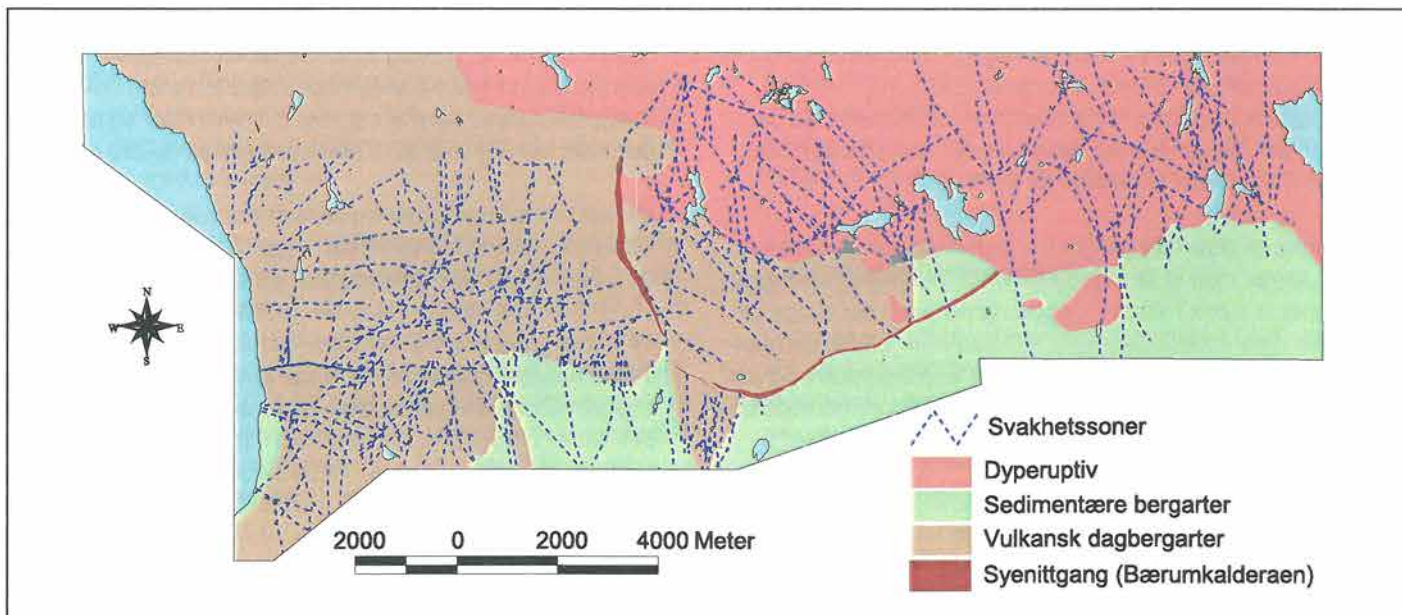 N
W E
S
Svakhetssoner
Dyperuptiv
Sedimentære bergarter
Vulkansk dagbergarter
Syenittgang (Bærumkalderaen)
2000 0 2000 4000 Meter